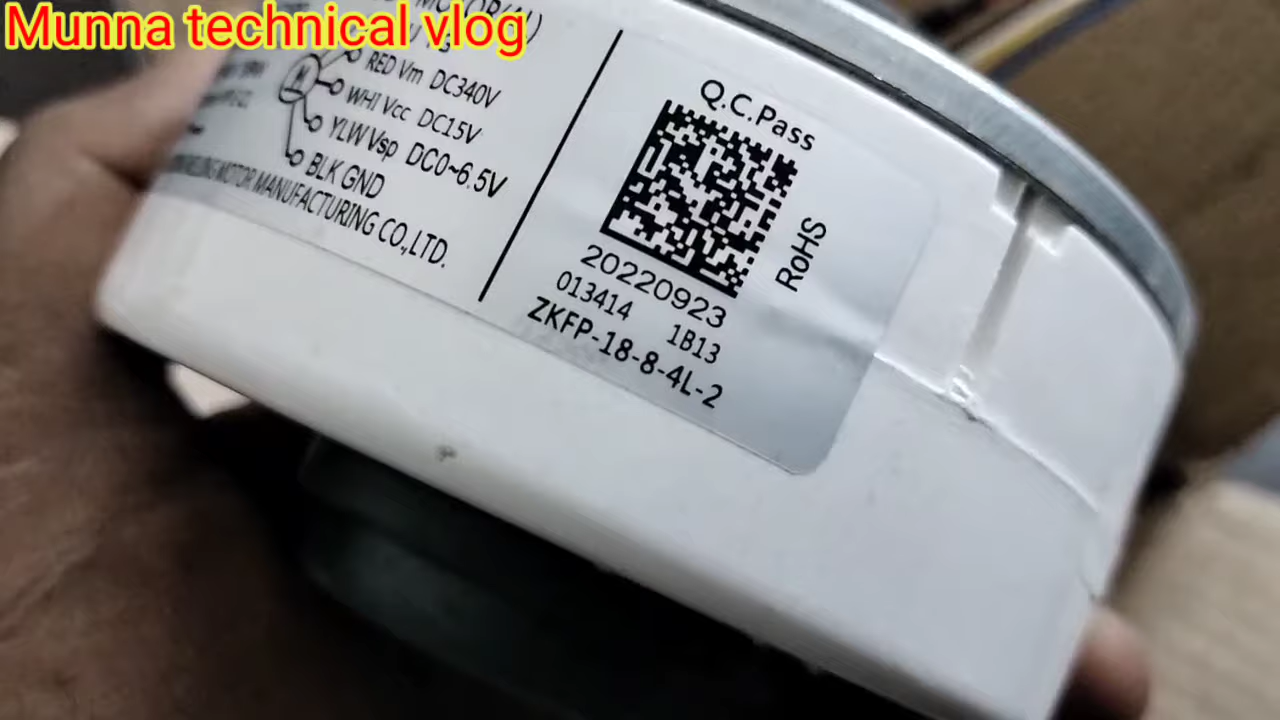 Munna technical vlog
RED Vm DC340V
WHI Vcc DC15V
YLW Vsp DC0~6.5V
BLK GND
MOTOR MANUFACTURING CO.,LTD.
Q.C.Pass
RoHS
20220923
013414 1B13
ZKFP-18-8-4L-2